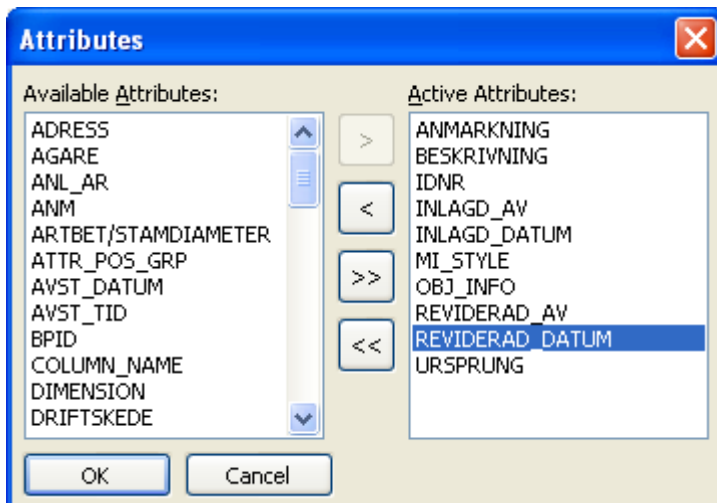 Attributes
Available Attributes:
ADRESS
AGARE
ANL_AR
ANM
ARTBET/STAMDIAMETER
ATTR_POS_GRP
AVST_DATUM
AVST_TID
BPID
COLUMN_NAME
DIMENSION
DRIFTSKEDE
>
<
>>
<<
Active Attributes:
ANMARKNING
BESKRIVNING
IDNR
INLAGD_AV
INLAGD_DATUM
MI_STYLE
OBJ_INFO
REVIDERAD_AV
REVIDERAD_DATUM
URSPRUNG
OK
Cancel